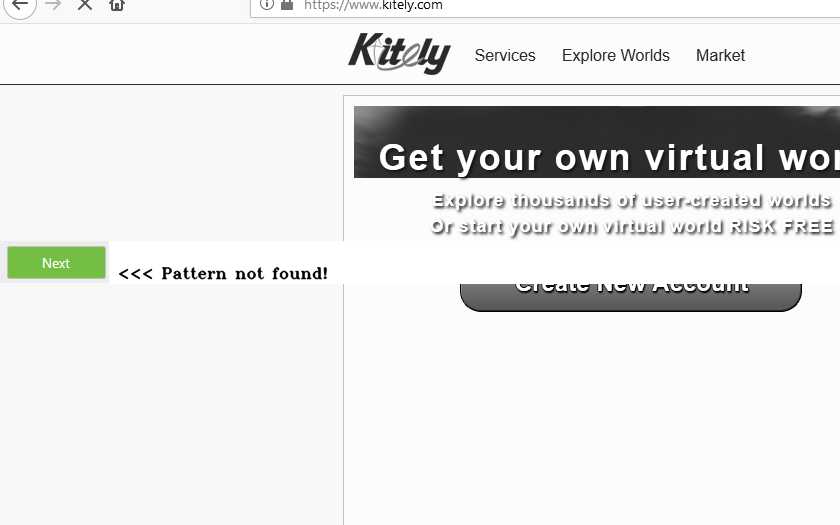 https://www.kitely.com
Kitely
Services Explore Worlds Market
Get your own virtual
Explore thousands of user-created worlds
Or start your own virtual world RISK FREE
Next
<<< Pattern not found!
Create New Account